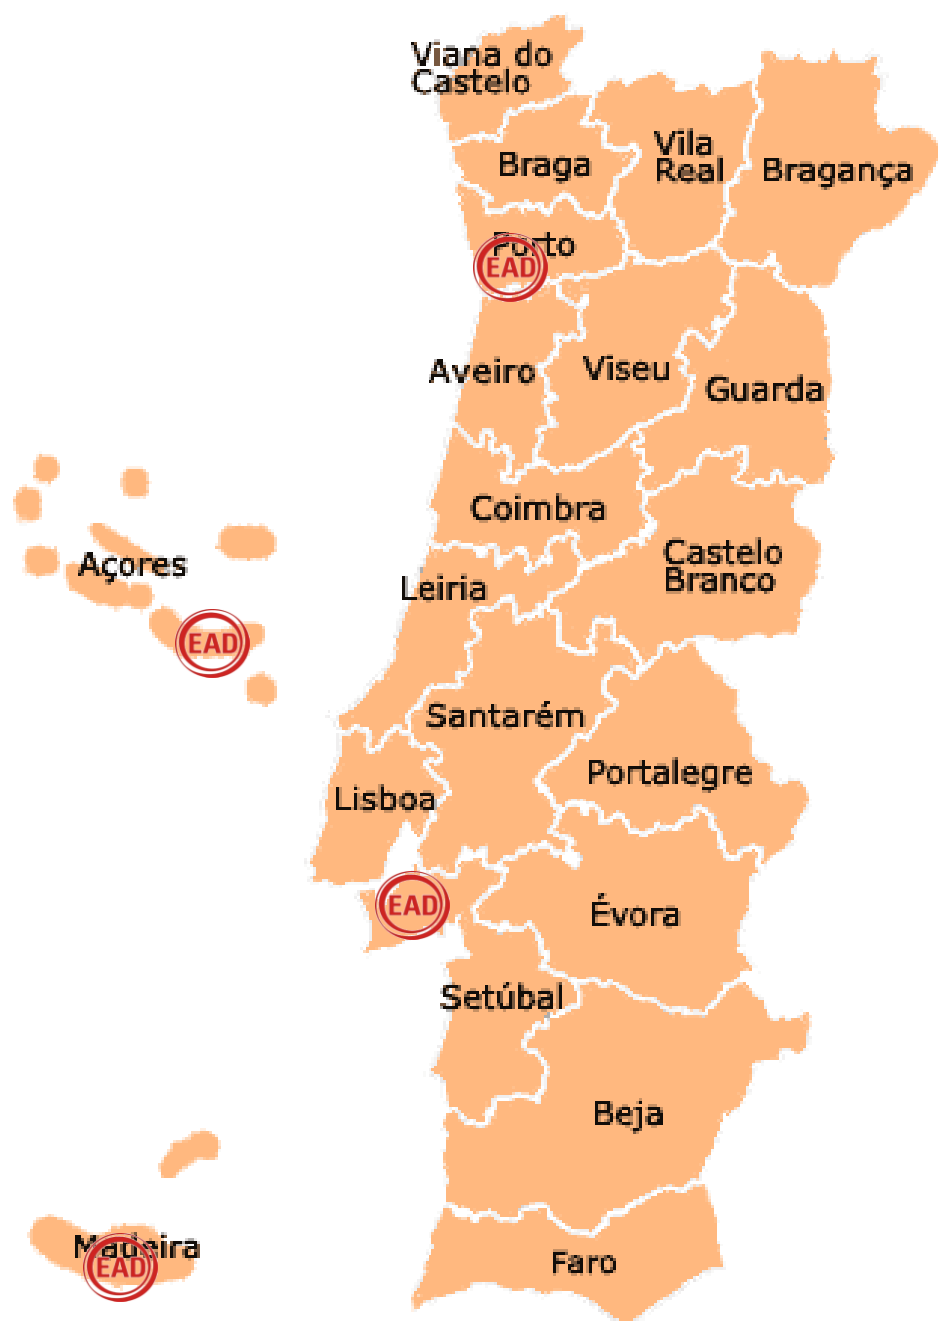 Viana do
Castelo
Braga
Vila
Real
Bragança
Porto
EAD
Aveiro
Viseu
Guarda
Coimbra
Castelo
Branco
Açores
Leiria
EAD
Santarém
Portalegre
Lisboa
EAD
Évora
Setúbal
Beja
Madeira
EAD
Faro